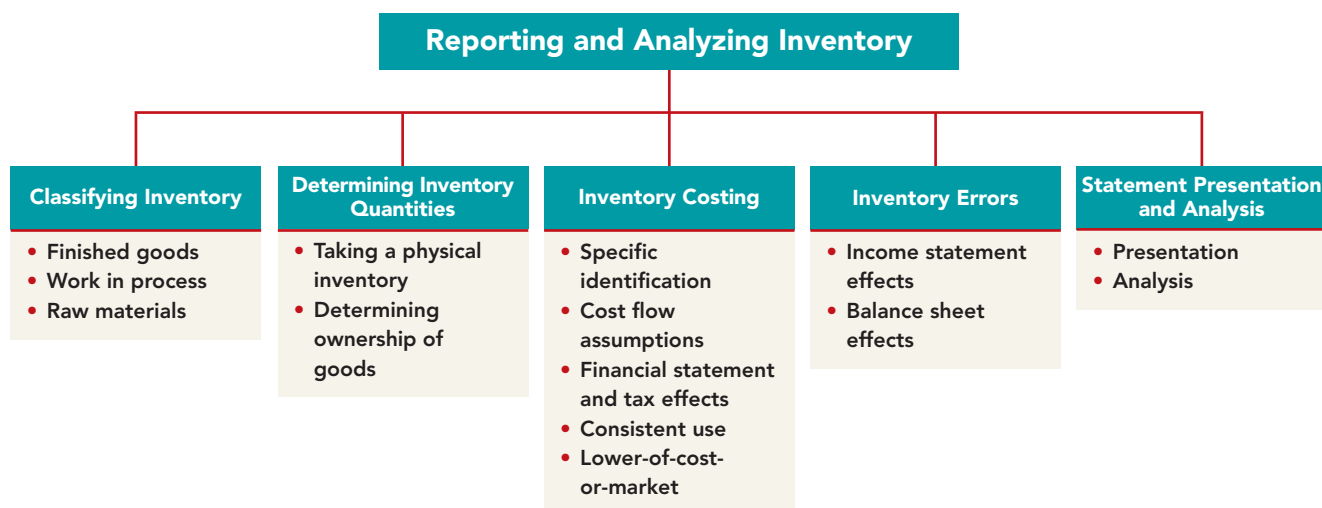 Reporting and Analyzing Inventory
Classifying Inventory
• Finished goods
• Work in process
• Raw materials
Determining Inventory
Quantities
• Taking a physical
inventory
• Determining
ownership of
goods
Inventory Costing
• Specific
identification
• Cost flow
assumptions
• Financial statement
and tax effects
• Consistent use
• Lower-of-cost-
or-market
Inventory Errors
• Income statement
effects
• Balance sheet
effects
Statement Presentation
and Analysis
• Presentation
• Analysis